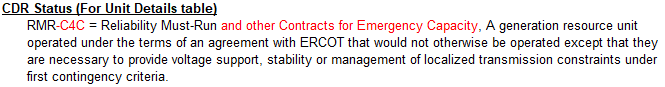 CDR Status (For Unit Details table)
RMR-C4C = Reliability Must-Run and other Contracts for Emergency Capacity, A generation resource unit
operated under the terms of an agreement with ERCOT that would not otherwise be operated except that they
are necessary to provide voltage support, stability or management of localized transmission constraints under
first contingency criteria.